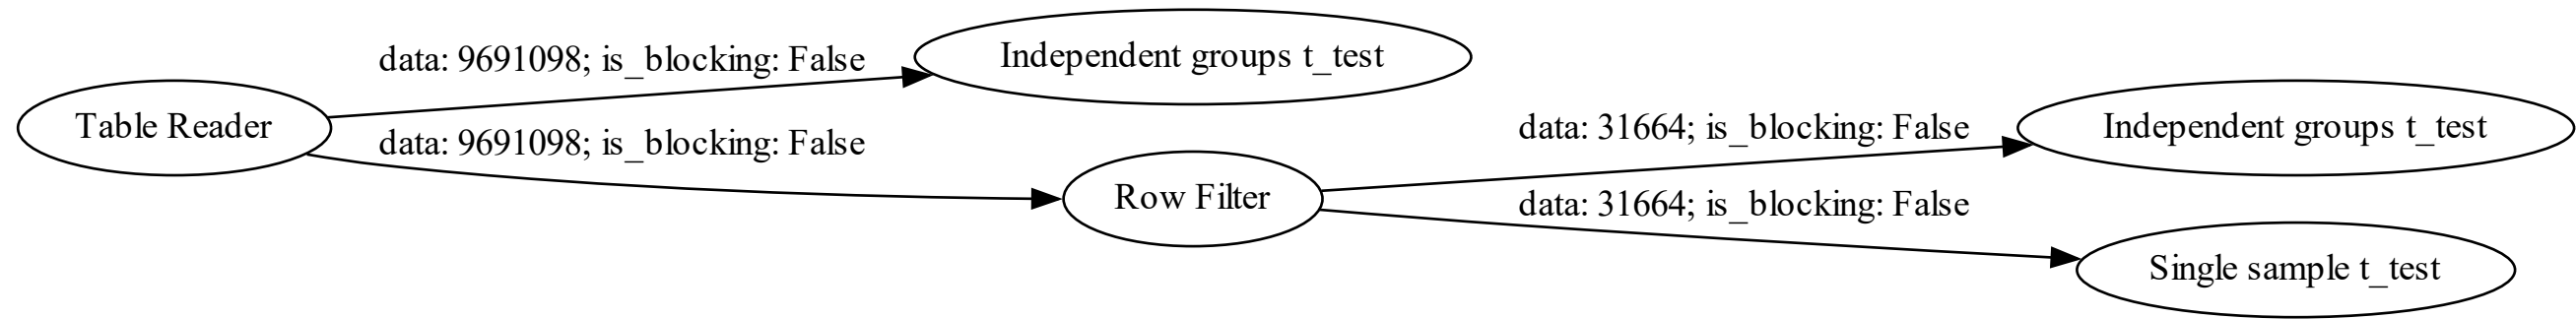 Table Reader
data: 9691098; is_blocking: False
data: 9691098; is_blocking: False
Independent groups t_test
Row Filter
data: 31664; is_blocking: False
data: 31664; is_blocking: False
Independent groups t_test
Single sample t_test